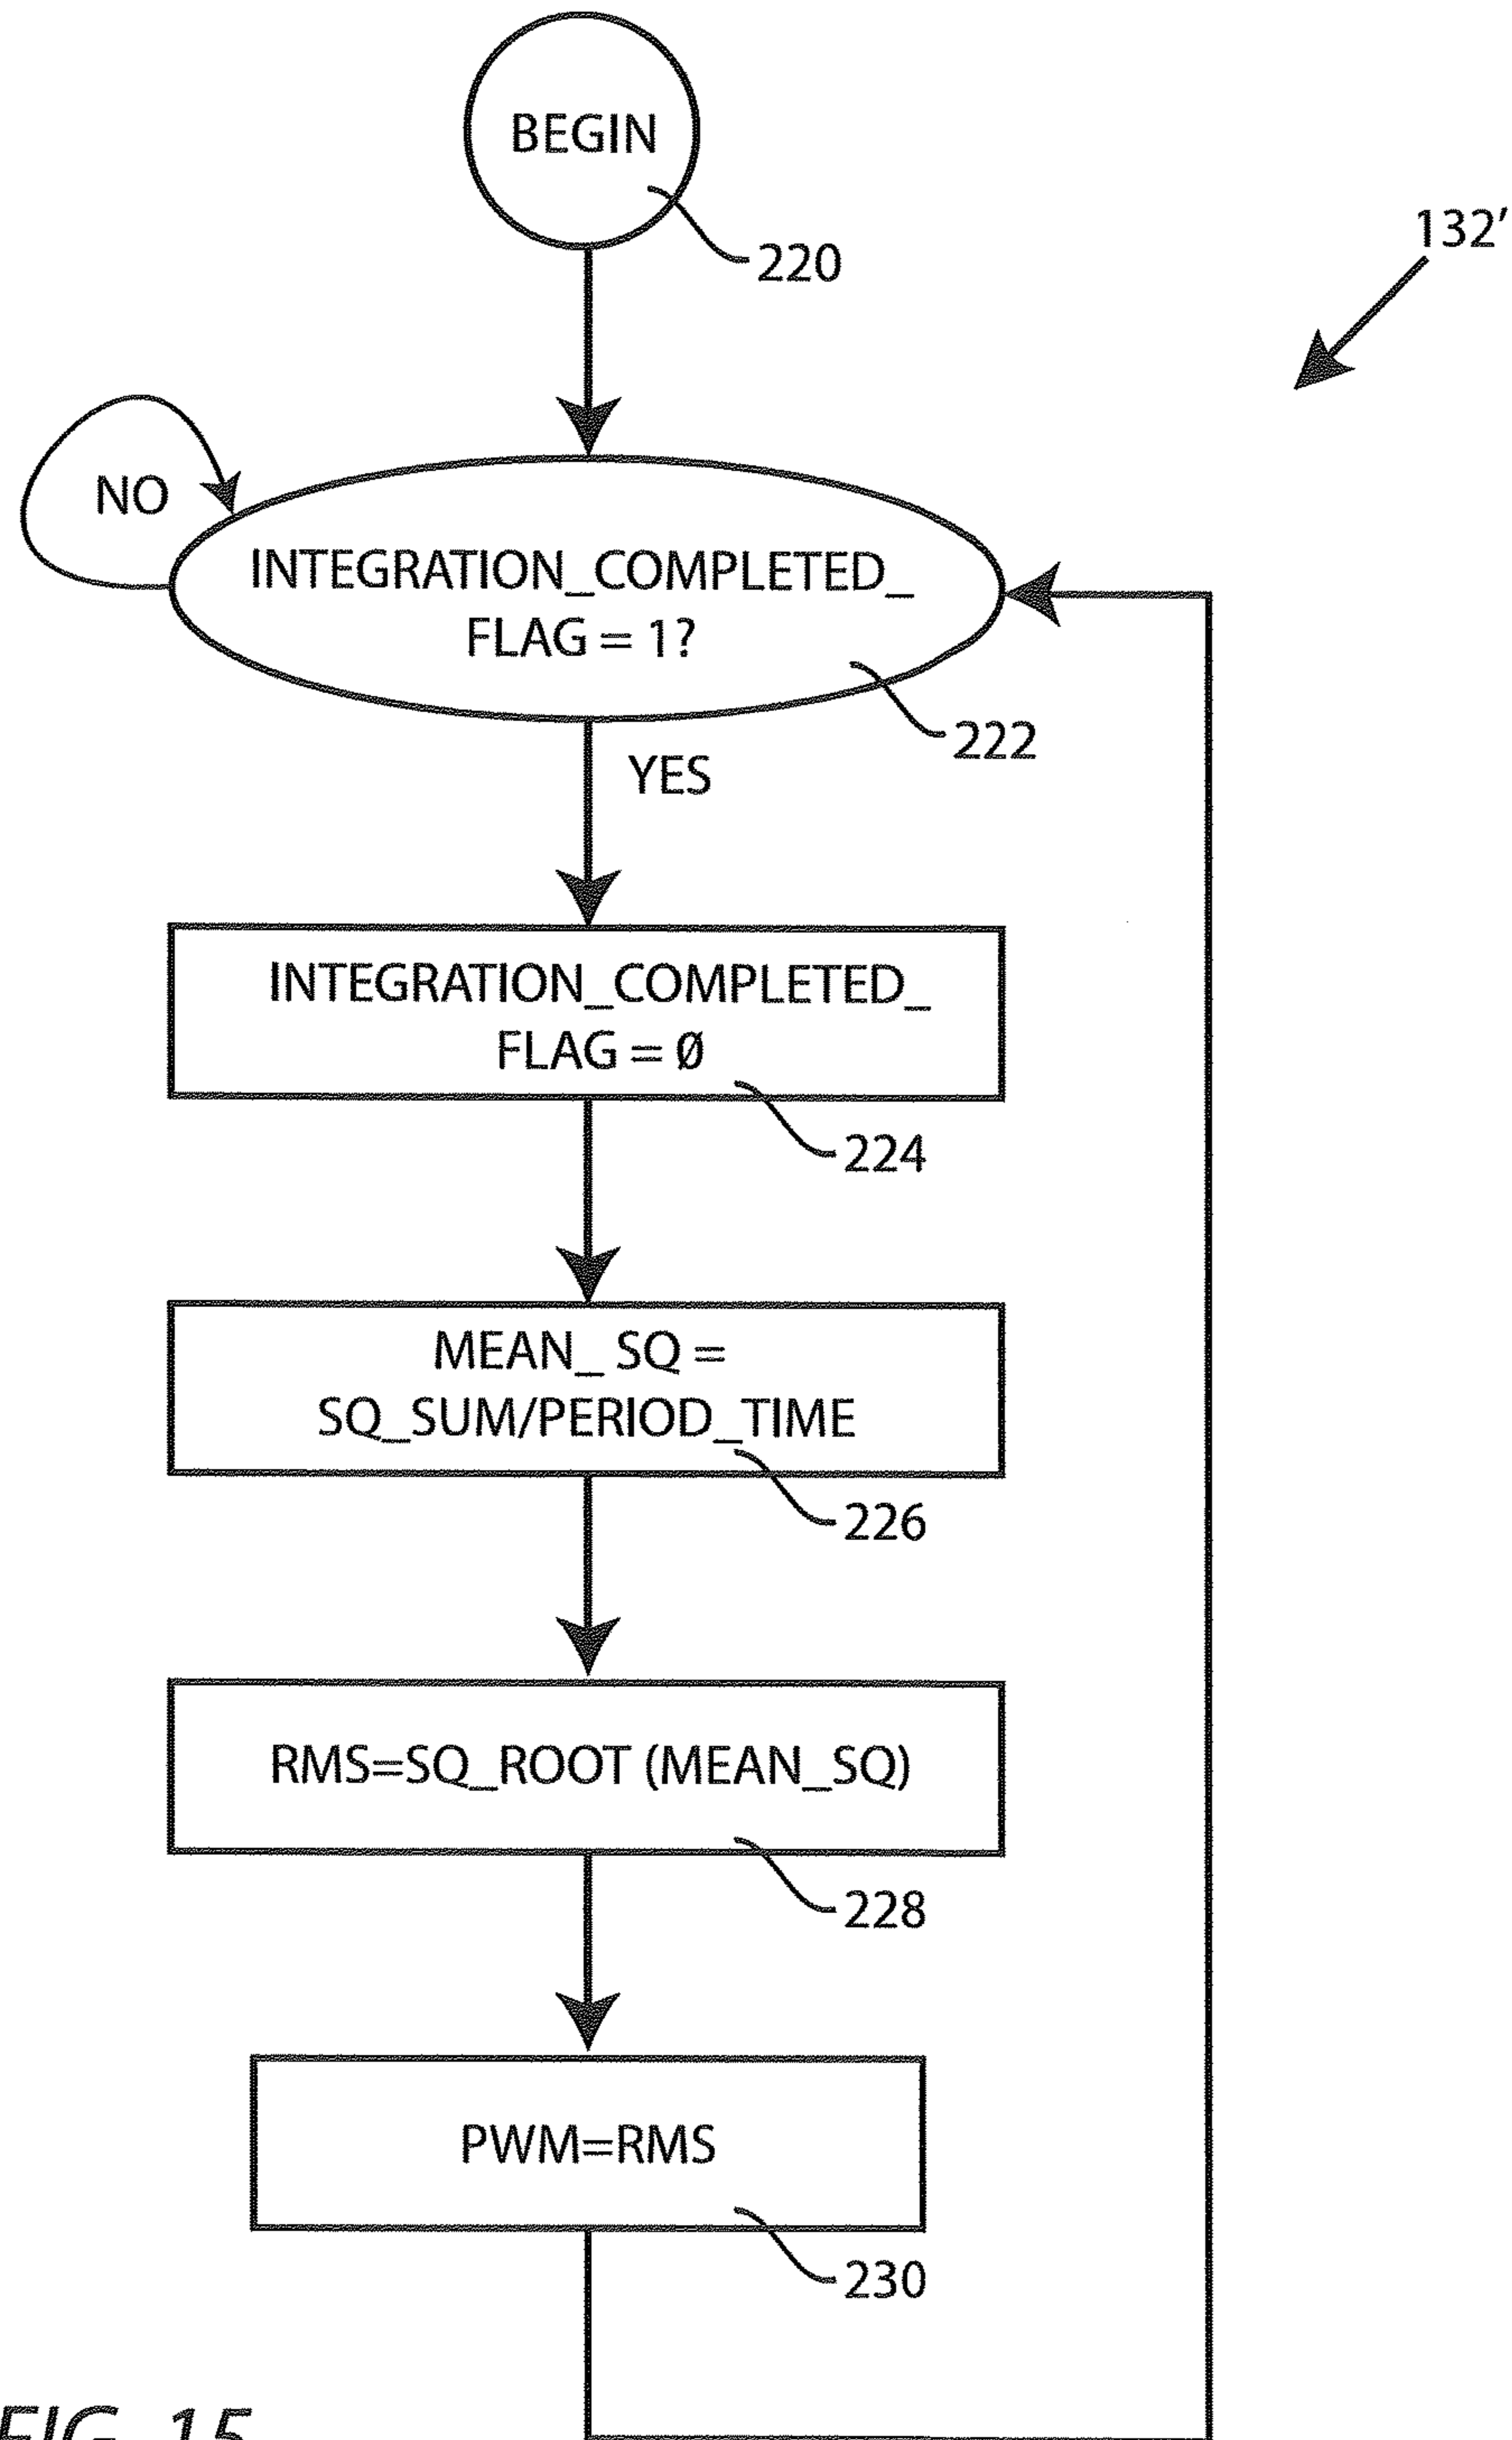 BEGIN
220
132’
NO
INTEGRATION_COMPLETED_
FLAG = 1?
222
YES
INTEGRATION_COMPLETED_
FLAG = Ø
224
MEAN_ SQ =
SQ_SUM/PERIOD_TIME
226
RMS=SQ_ROOT (MEAN_SQ)
228
PWM=RMS
230
FIG. 15